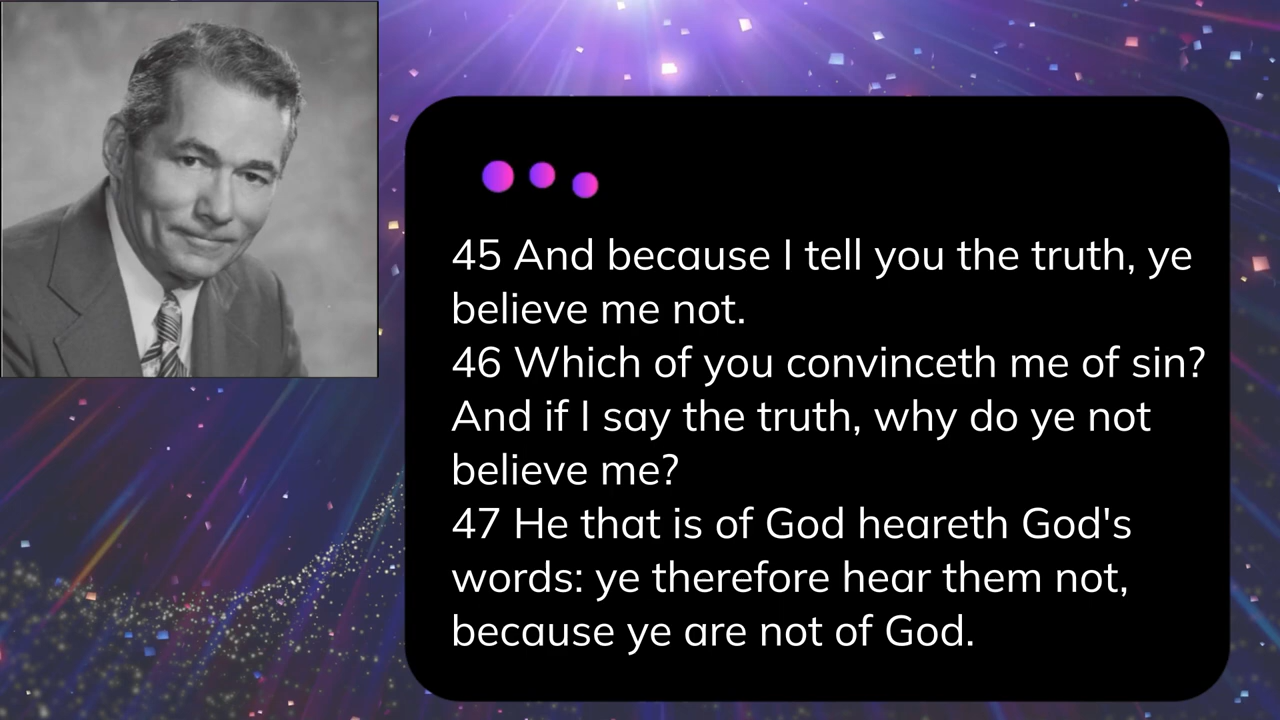 45 And because I tell you the truth, ye
believe me not.
46 Which of you convinceth me of sin?
And if I say the truth, why do ye not
believe me?
47 He that is of God heareth God's
words: ye therefore hear them not,
because ye are not of God.